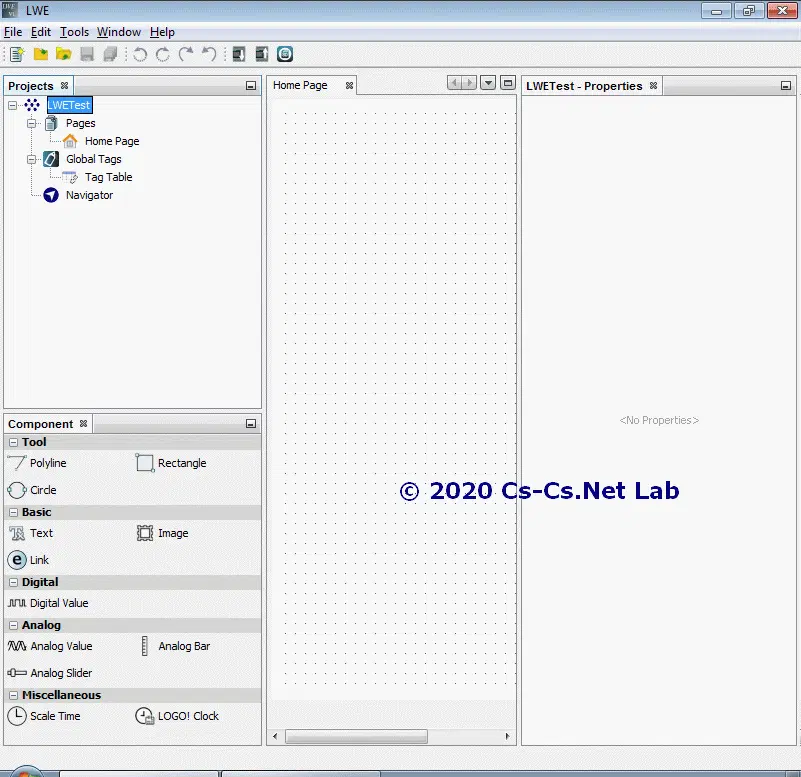 LWE
File Edit Tools Window Help
Projects
LWETest
Pages
Home Page
Global Tags
Tag Table
Navigator
Component
Tool
Polyline Rectangle
Circle
Basic
Text Image
Link
Digital
Digital Value
Analog
Analog Value Analog Bar
Analog Slider
Miscellaneous
Scale Time LOGO! Clock
Home Page
LWETest - Properties
<No Properties>
© 2020 Cs-Cs.Net Lab